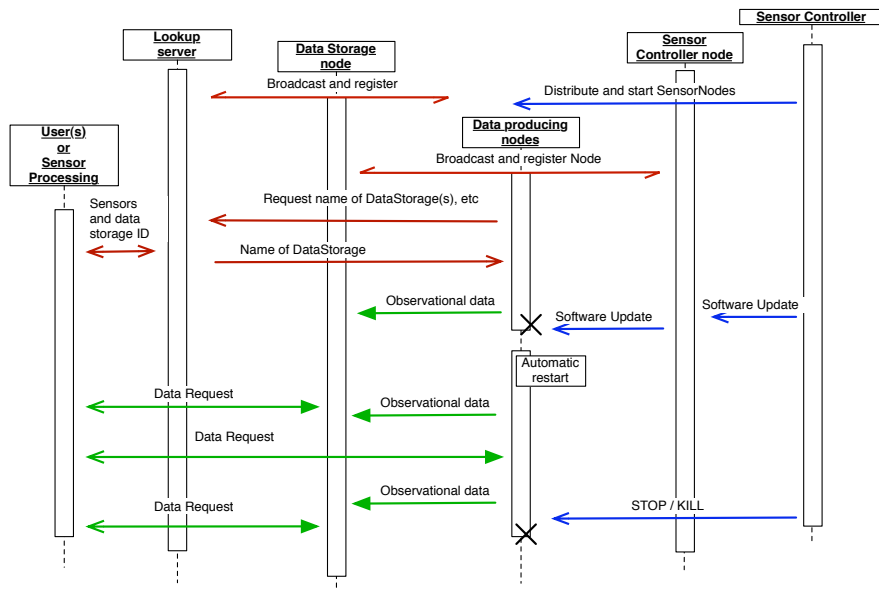 Sensor Controller
Lookup
server
Data Storage
node
Sensor
Controller node
Broadcast and register
Distribute and start SensorNodes
User(s)
or
Sensor
Processing
Data producing
nodes
Broadcast and register Node
Sensors
and data
storage ID
Request name of DataStorage(s), etc
Name of DataStorage
Observational data
Software Update
Software Update
Automatic
restart
Data Request
Observational data
Data Request
Observational data
Data Request
STOP / KILL